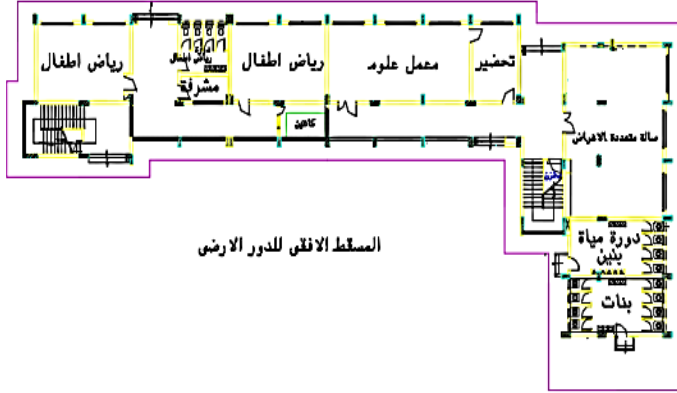 رياض اطفال
رياض اطفال
مشرفة
رياض اطفال
معمل علوم
تحضير
كانتين
صالة متعددة الاغراض
دورة مياة
بنين
بنات
المسقط الافقى للدور الارضى